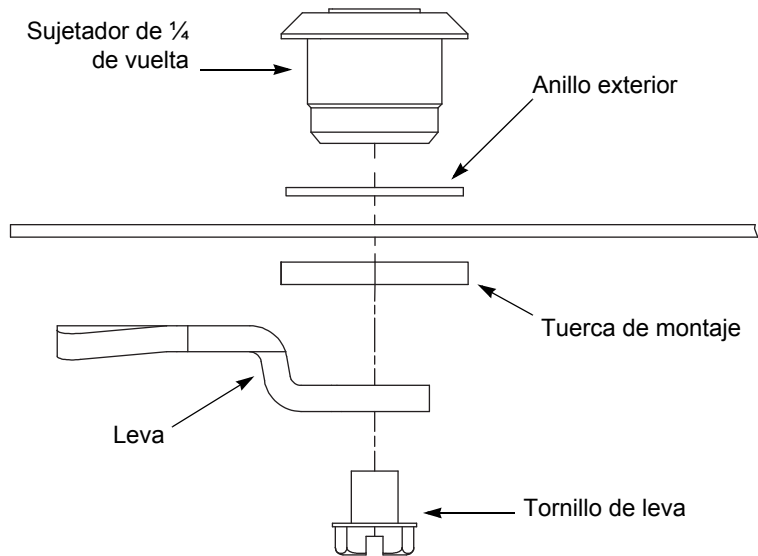 Sujetador de ¼
de vuelta
Anillo exterior
Tuerca de montaje
Leva
Tornillo de leva